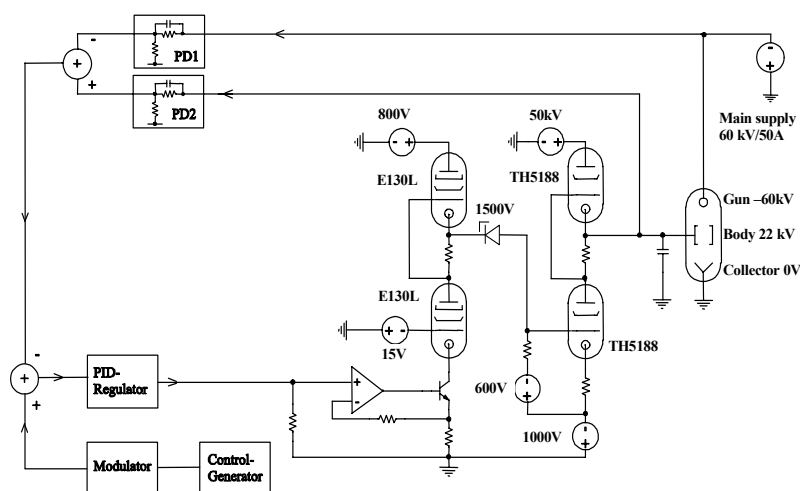 PD1
PD2
Main supply
60 kV/50A
800V
50kV
E130L
TH5188
1500V
Gun –60kV
Body 22 kV
Collector 0V
E130L
TH5188
15V
600V
1000V
PID-
Regulator
Modulator
Control-
Generator